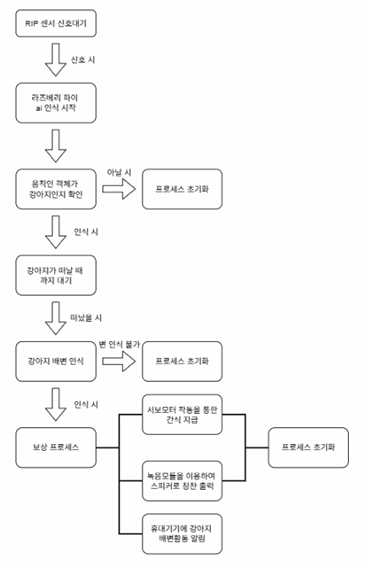 RIP 센서 신호대기
신호 시
라즈베리 파이
ai 인식 시작
움직인 객체가
강아지인지 확인
아닐 시
프로세스 초기화
인식 시
강아지가 떠날 때
까지 대기
떠났을 시
강아지 배변 인식
변 인식 불가
프로세스 초기화
인식 시
보상 프로세스
서보모터 작동을 통한
간식 지급
녹음모듈을 이용하여
스피커로 칭찬 출력
휴대기기에 강아지
배변활동 알림
프로세스 초기화